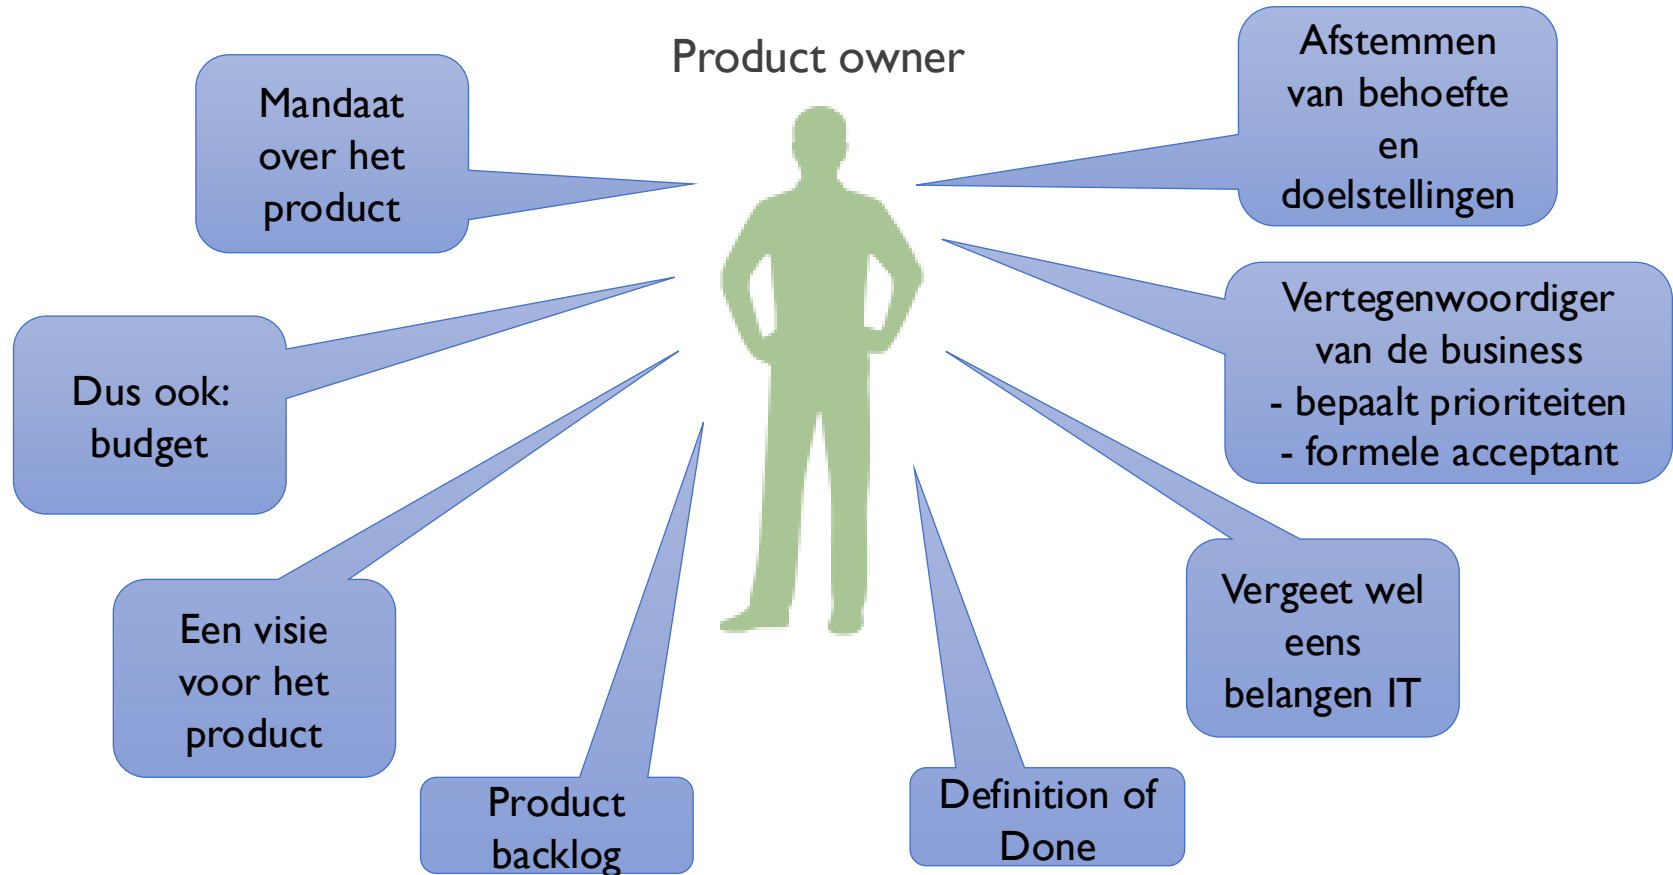 Product owner
Mandaat
over het
product
Dus ook:
budget
Een visie
voor het
product
Product
backlog
Afstemmen
van behoefte
en
doelstellingen
Vertegenwoordiger
van de business
- bepaalt prioriteiten
- formele acceptant
Vergeet wel
eens
belangen IT
Definition of
Done